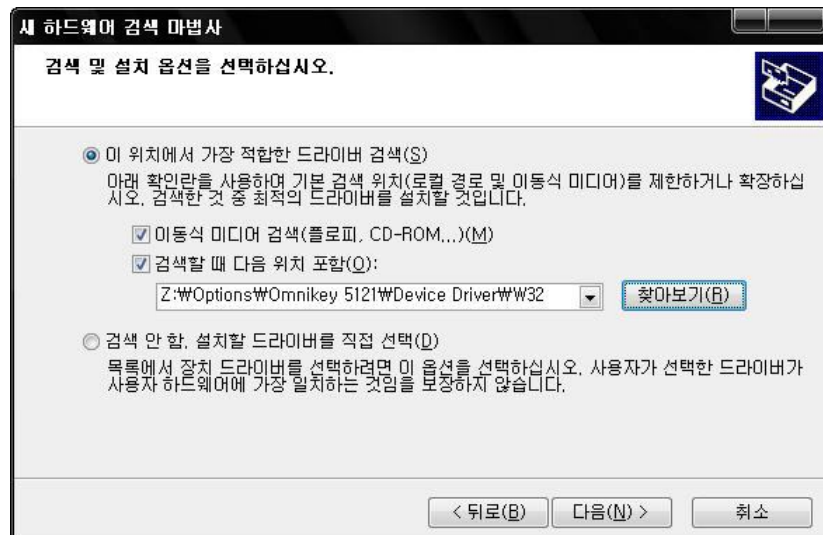 새 하드웨어 검색 마법사
검색 및 설치 옵션을 선택하십시오.
이 위치에서 가장 적합한 드라이버 검색(S)
아래 확인란을 사용하여 기본 검색 위치(로컬 경로 및 이동식 미디어)를 제한하거나 확장하십
시오. 검색한 것 중 최적의 드라이버를 설치할 것입니다.
이동식 미디어 검색(플로피, CD-ROM...)(M)
검색할 때 다음 위치 포함(O):
Z:₩Options₩Omnikey 5121₩Device Driver₩W32
찾아보기(R)
검색 안 함. 설치할 드라이버를 직접 선택(D)
목록에서 장치 드라이버를 선택하려면 이 옵션을 선택하십시오. 사용자가 선택한 드라이버가
사용자 하드웨어에 가장 일치하는 것임을 보장하지 않습니다.
< 뒤로(B) 다음(N) > 취소